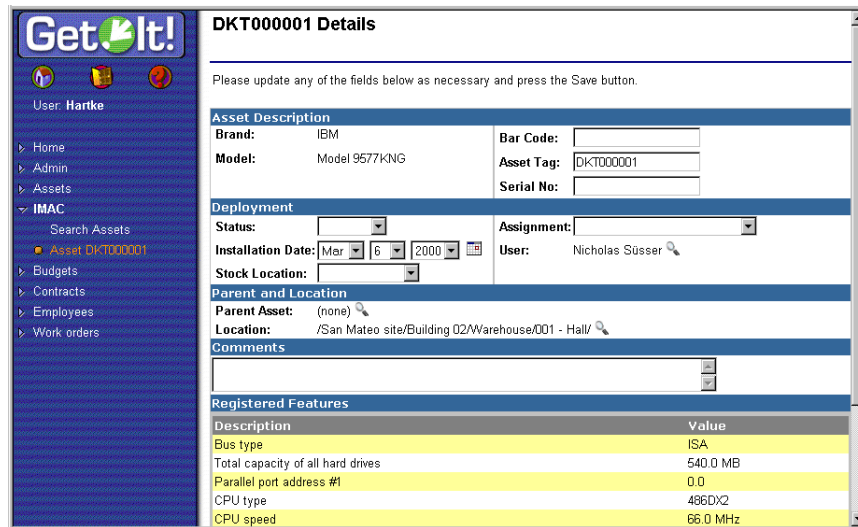 Get.It!
User: Hartke
Home
Admin
Assets
IMAC
Search Assets
Asset DKT000001
Budgets
Contracts
Employees
Work orders
DKT000001 Details
Please update any of the fields below as necessary and press the Save button.
Asset Description
Brand: IBM
Bar Code:
Model: Model 9577KNG
Asset Tag: DKT000001
Serial No:
Deployment
Status:
Assignment:
Installation Date: Mar 6 2000
User: Nicholas Süsser
Stock Location:
Parent and Location
Parent Asset: (none)
Location: /San Mateo site/Building 02/Warehouse/001 - Hall/
Comments
Registered Features
Description Value
Bus type ISA
Total capacity of all hard drives 540.0 MB
Parallel port address #1 0.0
CPU type 486DX2
CPU speed 66.0 MHz